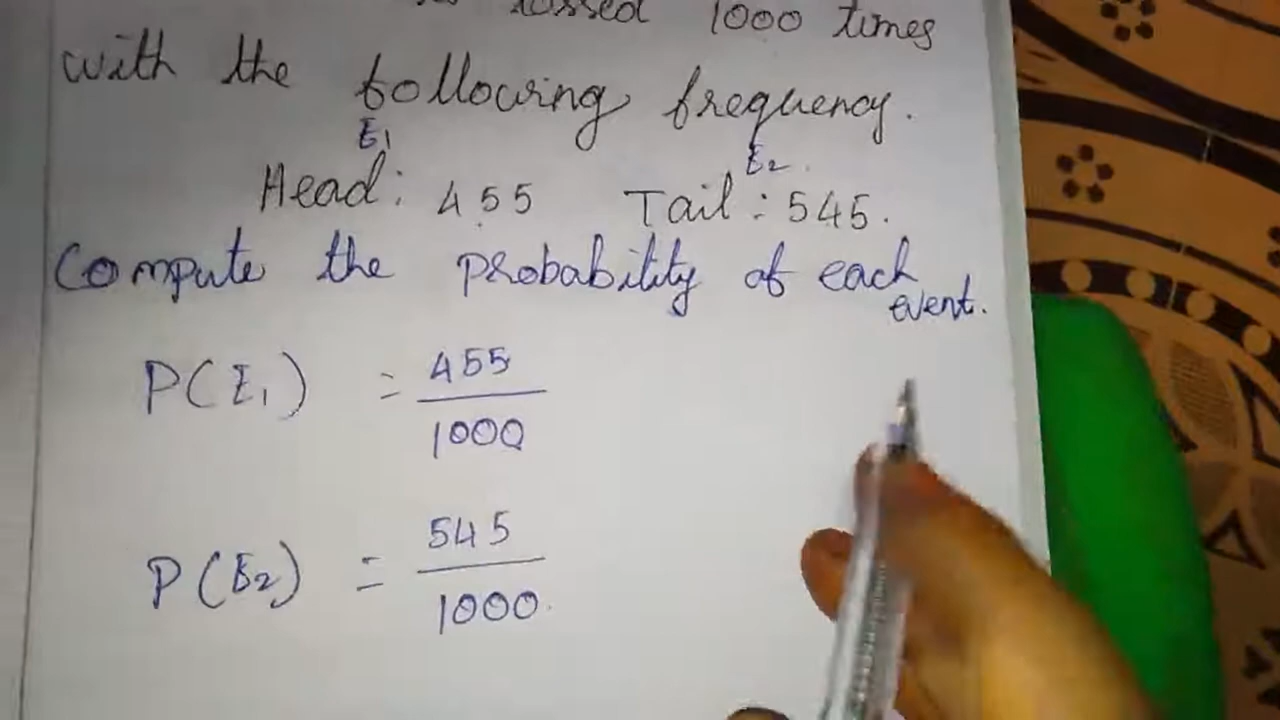 tossed 1000 times
with the following frequency.
E1 E2.
Head: 455 Tail: 545.
Compute the probability of each
event.
P(E1) = 455
1000
P(E2) = 545
1000.